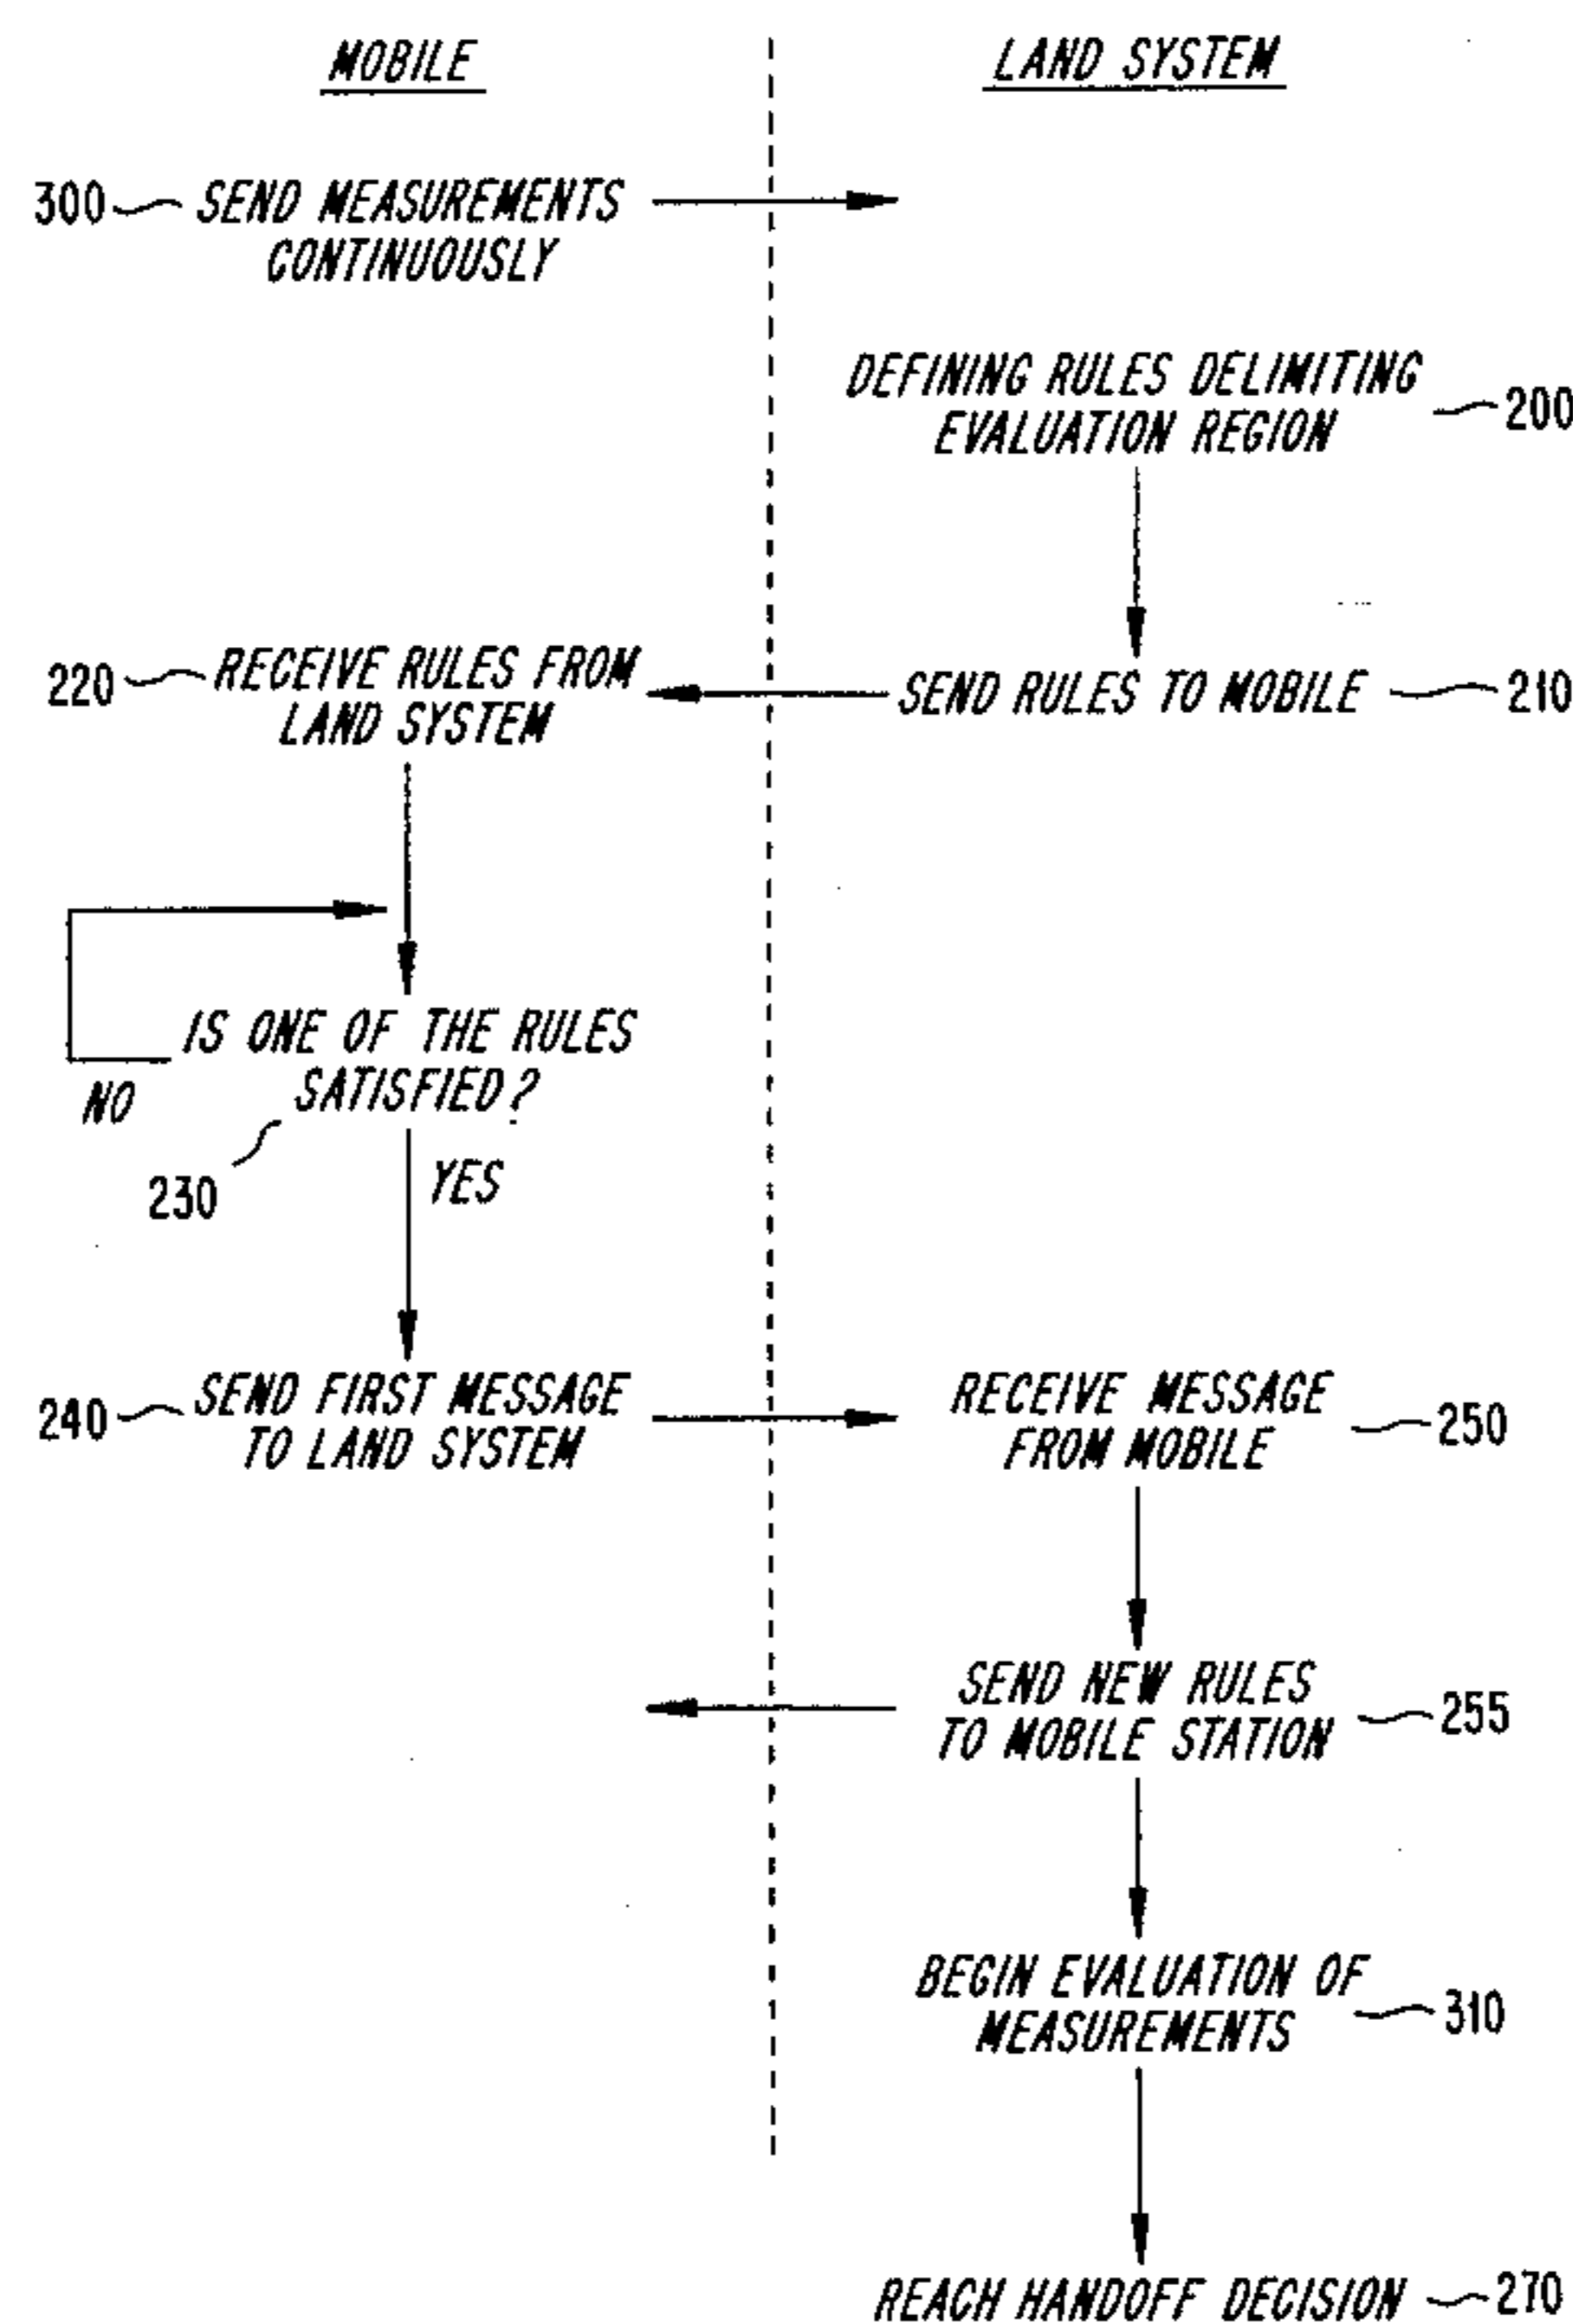 MOBILE
LAND SYSTEM
300
SEND MEASUREMENTS
CONTINUOUSLY
DEFINING RULES DELIMITING
EVALUATION REGION
200
220
RECEIVE RULES FROM
LAND SYSTEM
SEND RULES TO MOBILE
210
IS ONE OF THE RULES
SATISFIED?
NO
230
YES
240
SEND FIRST MESSAGE
TO LAND SYSTEM
RECEIVE MESSAGE
FROM MOBILE
250
SEND NEW RULES
TO MOBILE STATION
255
BEGIN EVALUATION OF
MEASUREMENTS
310
REACH HANDOFF DECISION
270